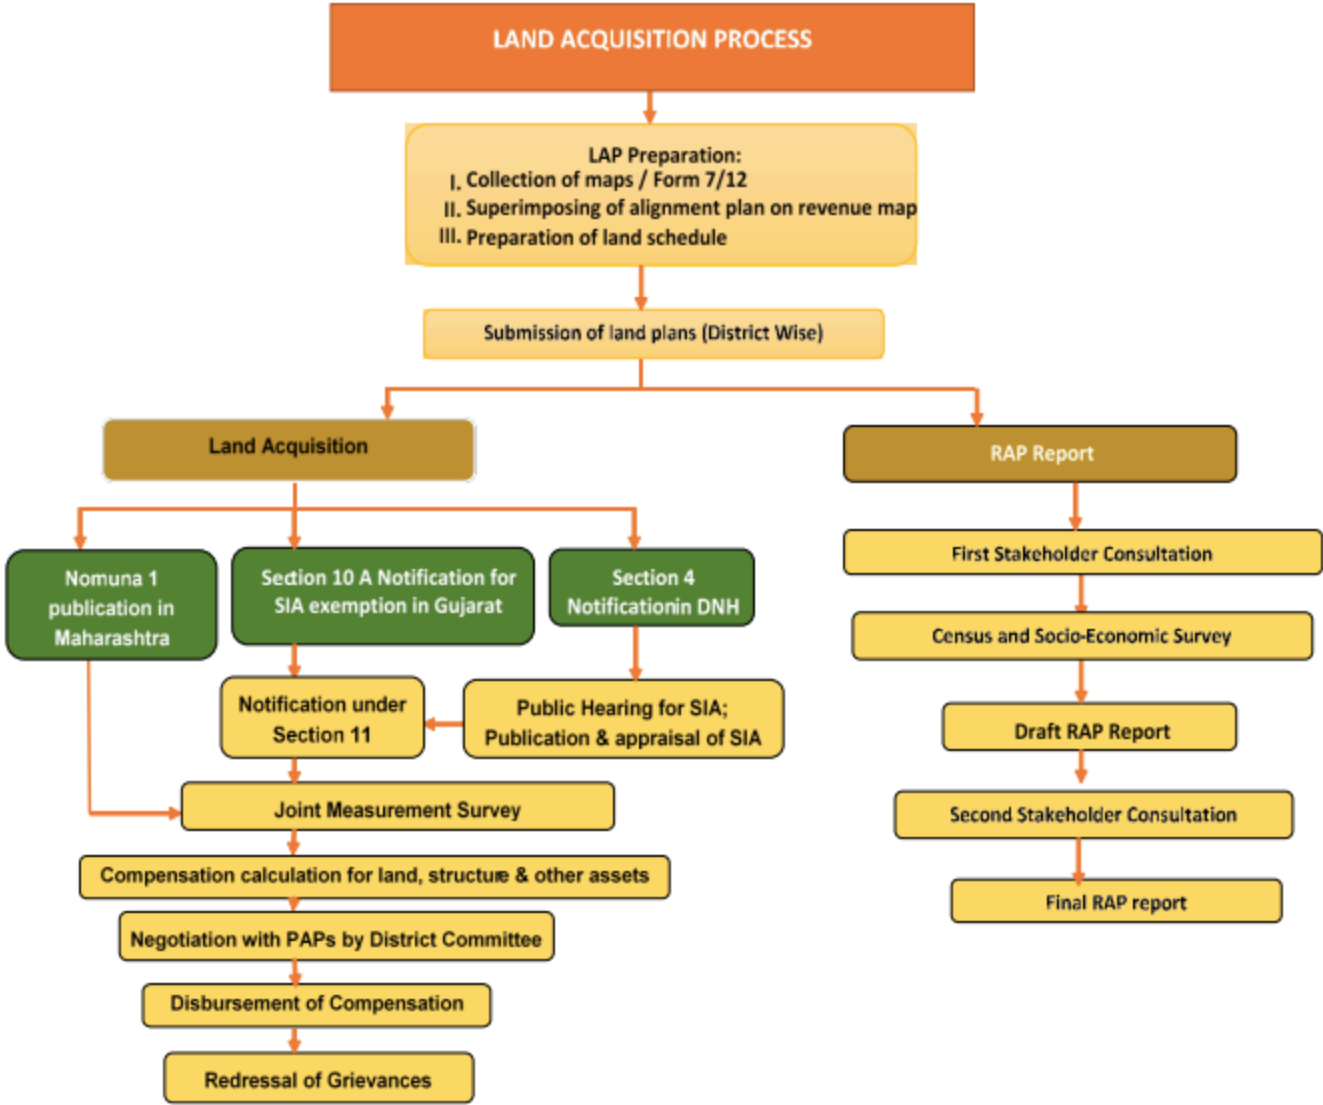 LAND ACQUISITION PROCESS
LAP Preparation:
I. Collection of maps / Form 7/12
II. Superimposing of alignment plan on revenue map
III. Preparation of land schedule
Submission of land plans (District Wise)
Land Acquisition
RAP Report
Nomuna 1
publication in
Maharashtra
Section 10 A Notification for
SIA exemption in Gujarat
Section 4
Notificationin DNH
Notification under
Section 11
Public Hearing for SIA;
Publication & appraisal of SIA
Joint Measurement Survey
Compensation calculation for land, structure & other assets
Negotiation with PAPs by District Committee
Disbursement of Compensation
Redressal of Grievances
First Stakeholder Consultation
Census and Socio-Economic Survey
Draft RAP Report
Second Stakeholder Consultation
Final RAP report